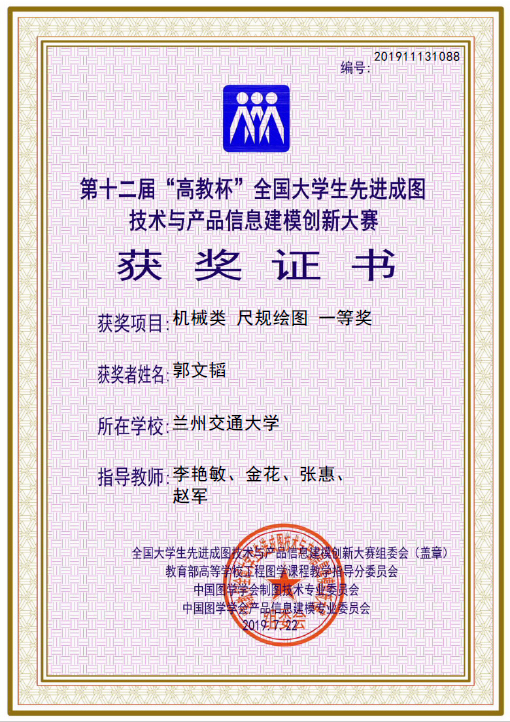 编号：201911131088
第十二届“高教杯”全国大学生先进成图
技术与产品信息建模创新大赛
获奖证书
获奖项目：机械类 尺规绘图 一等奖
获奖者姓名：郭文韬
所在学校：兰州交通大学
指导教师：李艳敏、金花、张惠、
赵军
全国大学生先进成图技术与产品信息建模创新大赛组委会（盖章）
教育部高等学校工程图学课程教学指导分委员会
中国图学学会制图技术专业委员会
中国图学学会产品信息建模专业委员会
2019.7.22
组委会